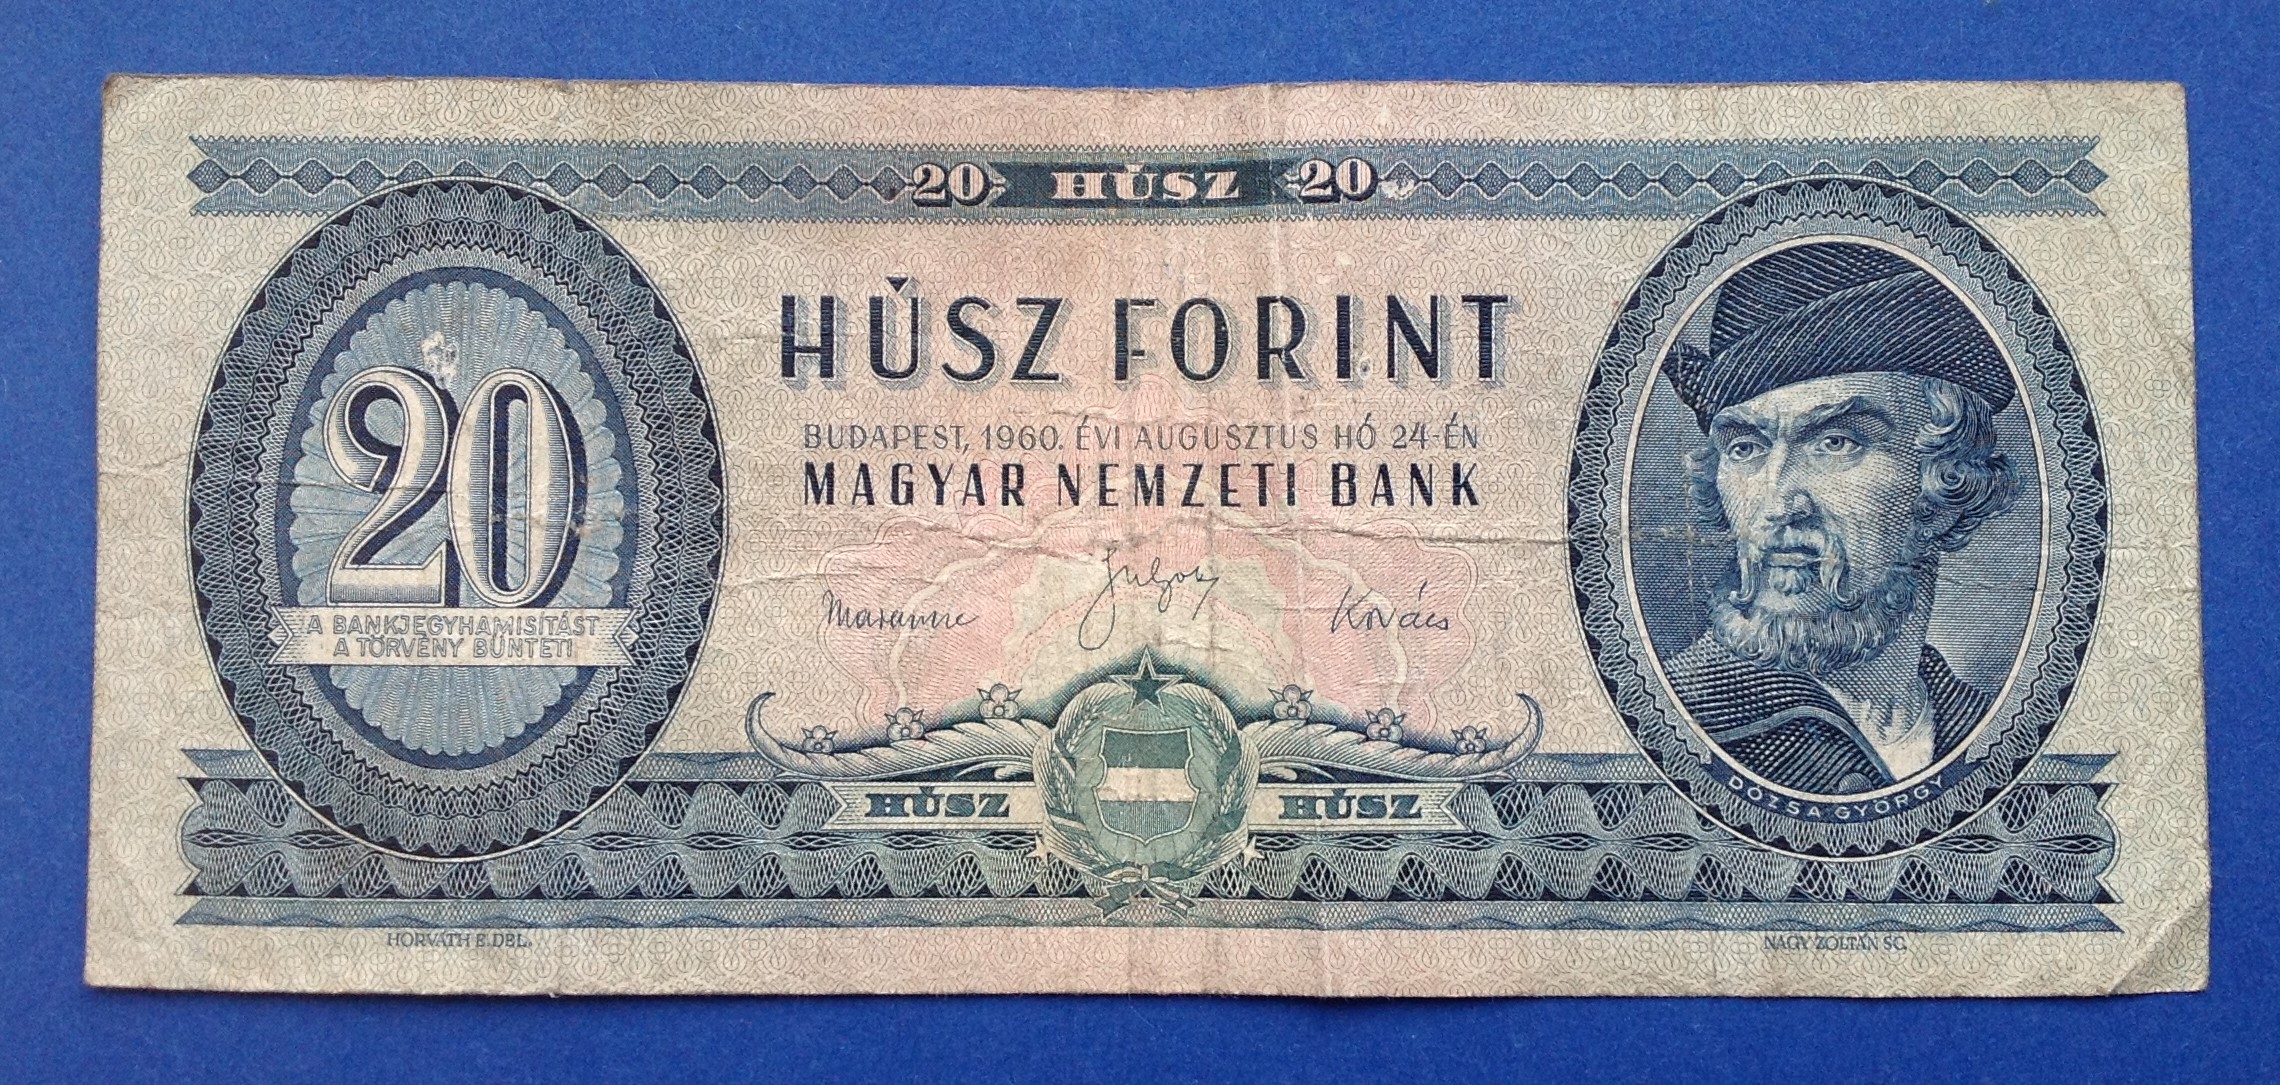 20 HÚSZ 20
HÚSZ FORINT
BUDAPEST, 1960. ÉVI AUGUSZTUS HÓ 24-ÉN
MAGYAR NEMZETI BANK
20
A BANKJEGYHAMISÍTÁST
A TÖRVÉNY BÜNTETI
Kovács
HÚSZ HÚSZ
DÓZSA GYÖRGY
HORVÁTH E. DEL.
NAGY ZOLTÁN SC.